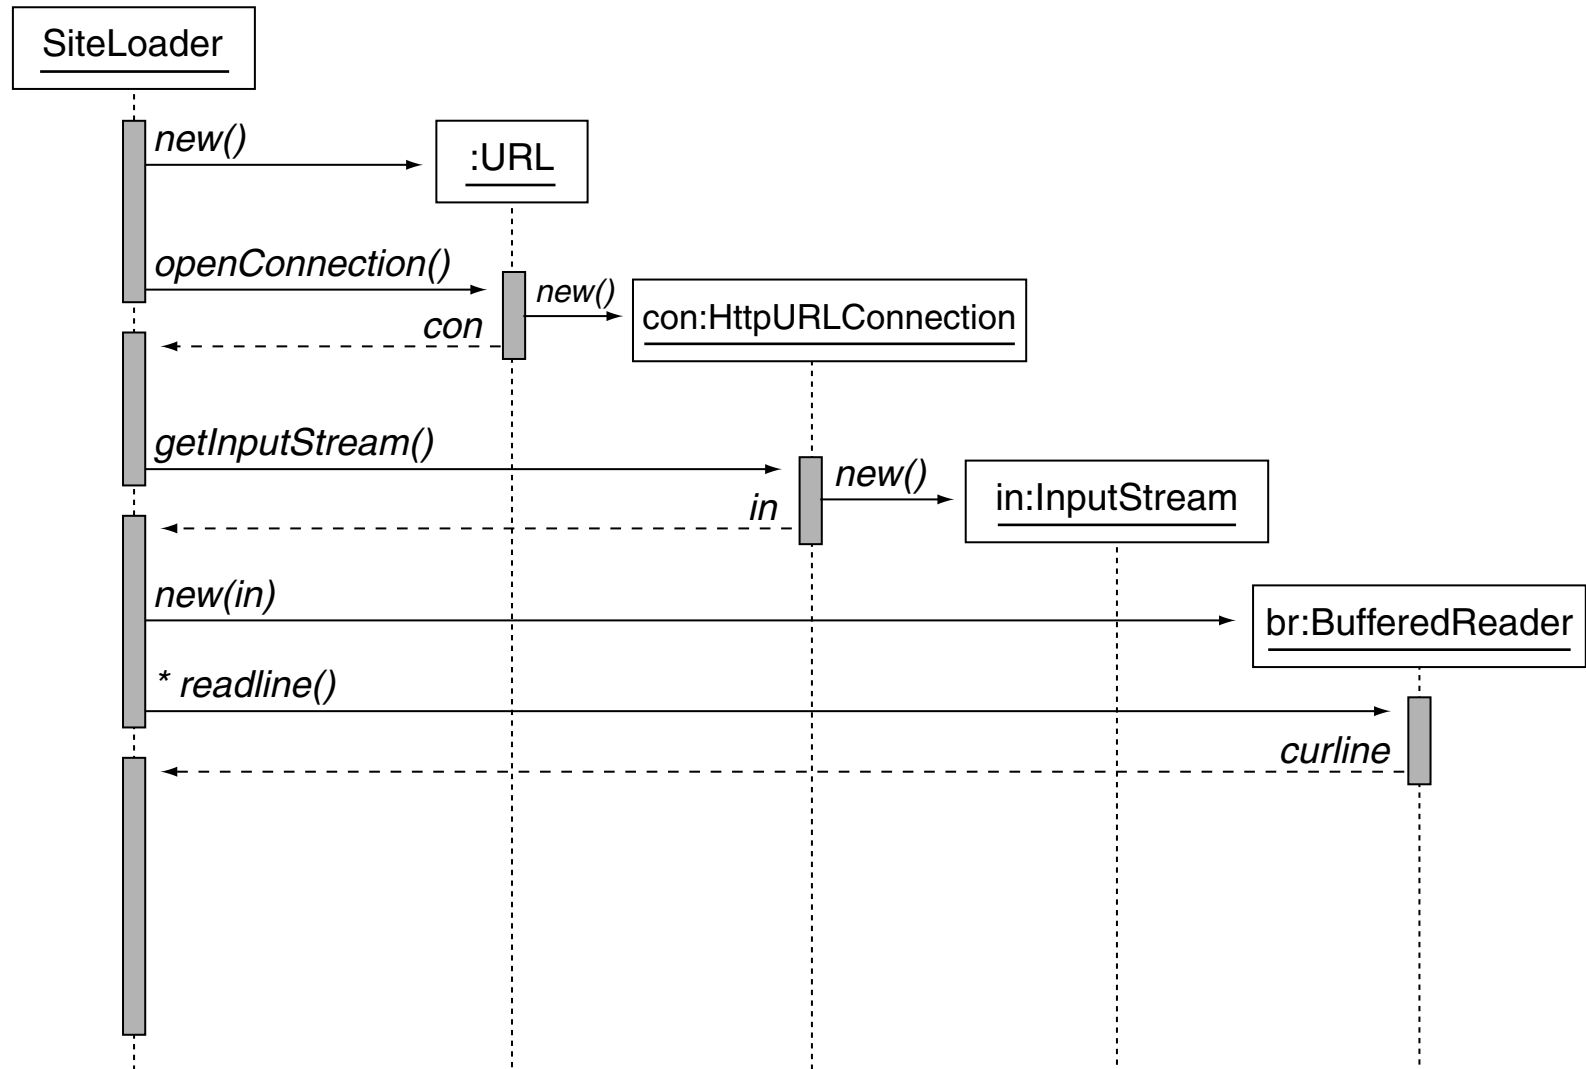 SiteLoader
new()
:URL
openConnection()
new()
con:HttpURLConnection
con
getInputStream()
new()
in:InputStream
in
new(in)
br:BufferedReader
* readline()
curline